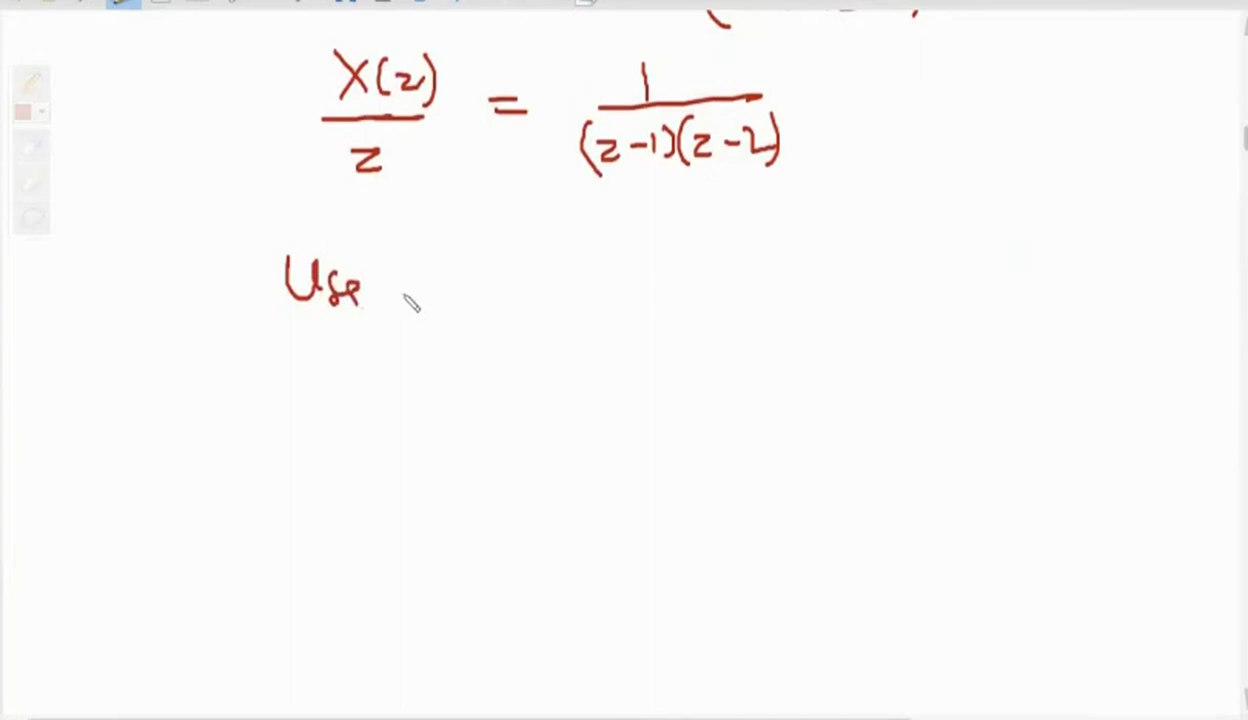 X(z)/z = 1/((z-1)(z-2))
Use